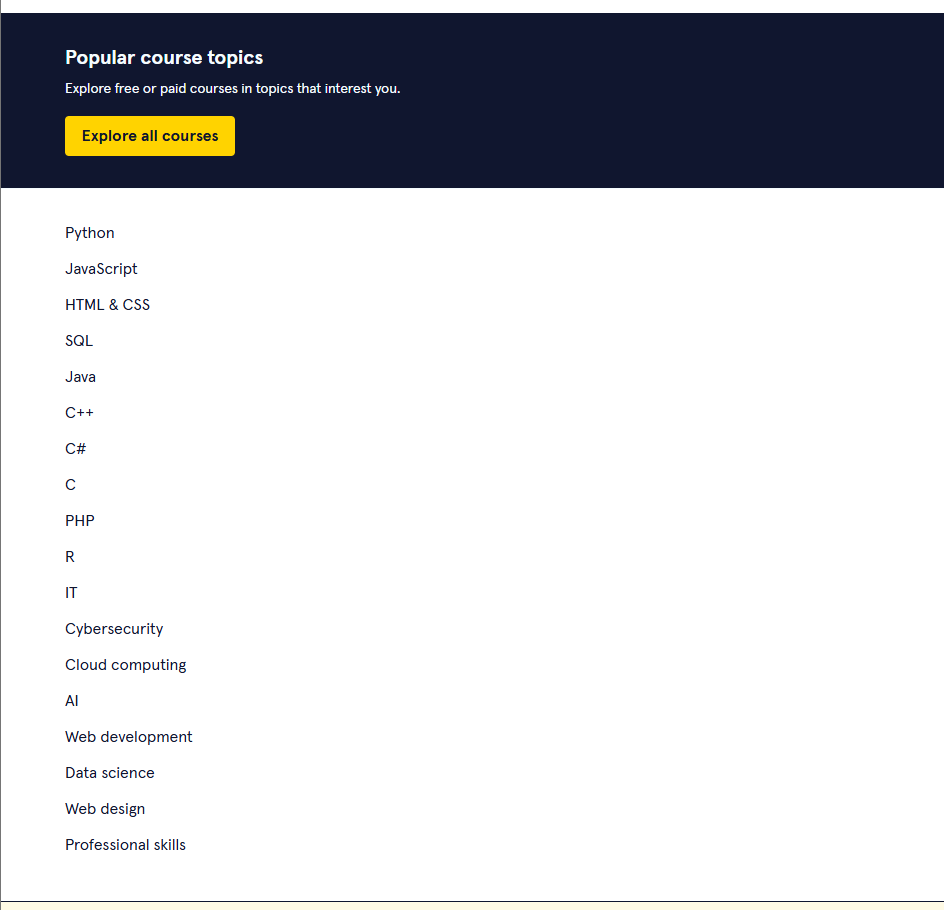 Popular course topics
Explore free or paid courses in topics that interest you.
Explore all courses
Python
JavaScript
HTML & CSS
SQL
Java
C++
C#
C
PHP
R
IT
Cybersecurity
Cloud computing
AI
Web development
Data science
Web design
Professional skills